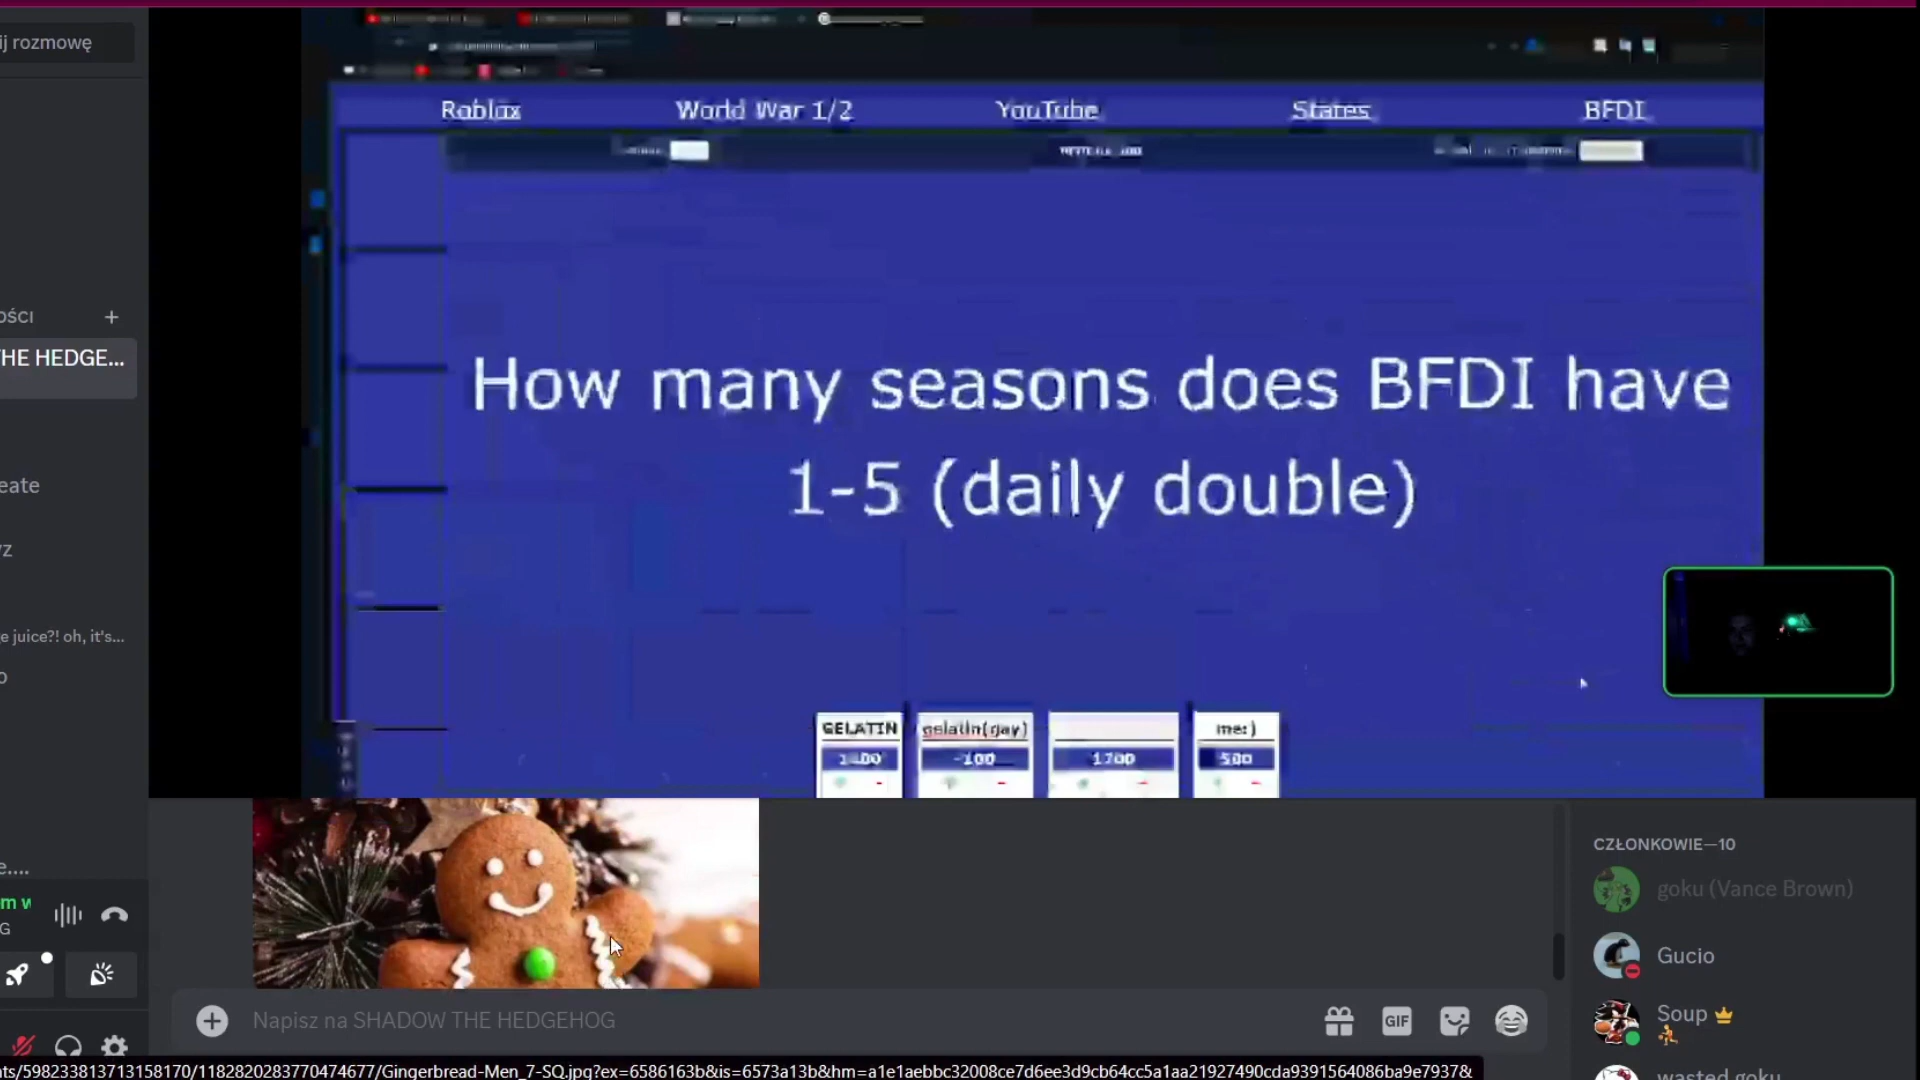 ij rozmowę
Roblox
World War 1/2
YouTube
States
BFDI
How many seasons does BFDI have
1-5 (daily double)
ości
HE HEDGE...
eate
e juice?! oh, it's...
GELATIN
gelatin(gay)
-100
1700
me:)
500
e....
m w
G
CZŁONKOWIE—10
goku (Vance Brown)
Gucio
Soup
wasted goku
GIF
Napisz na SHADOW THE HEDGEHOG
ts/598233813713158170/1182820283770474677/Gingerbread-Men_7-SQ.jpg?ex=6586163b&is=6573a13b&hm=a1e1aebbc32008ce7d6ee3d9cb64cc5a1aa21927490cda9391564086ba9e7937&